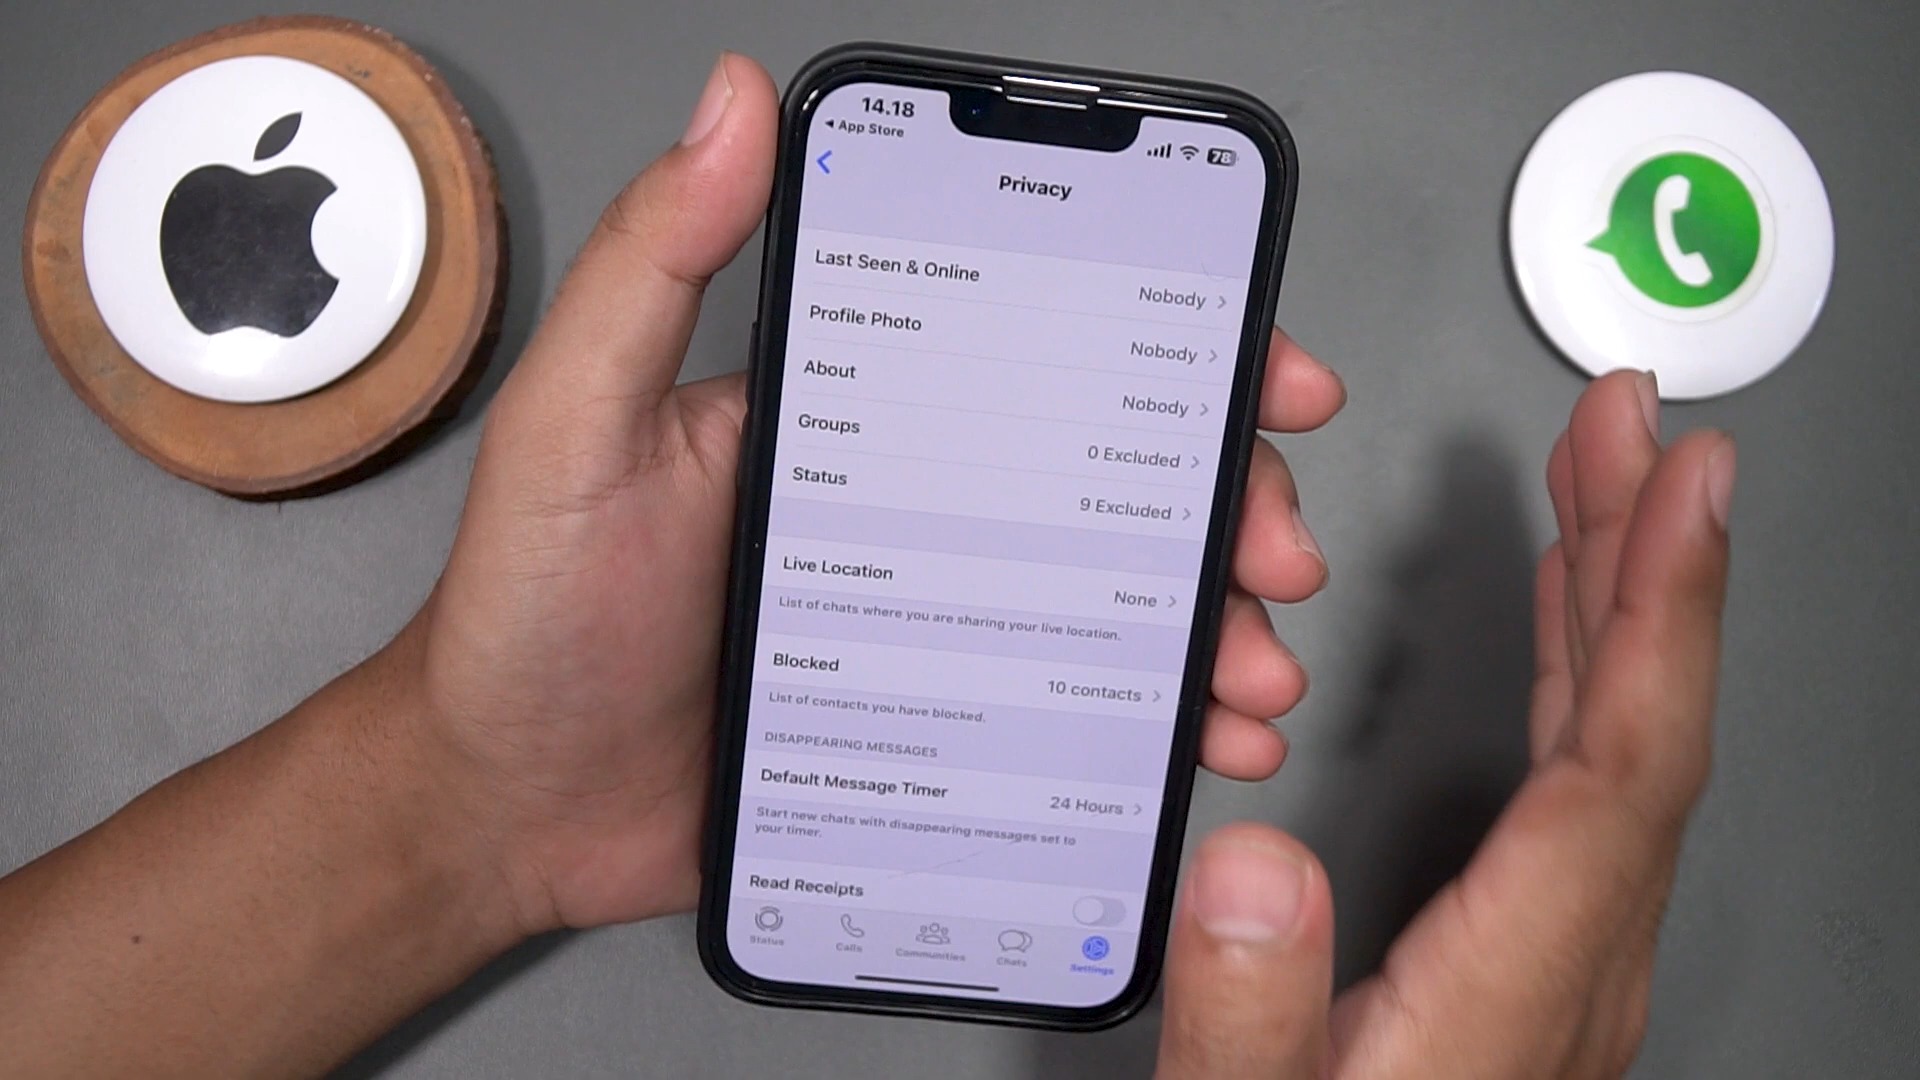 14.18
◂ App Store
78
Privacy
Last Seen & Online
Nobody
Profile Photo
Nobody
About
Nobody
Groups
0 Excluded
Status
9 Excluded
Live Location
None
List of chats where you are sharing your live location.
Blocked
10 contacts
List of contacts you have blocked.
DISAPPEARING MESSAGES
Default Message Timer
24 Hours
Start new chats with disappearing messages set to
your timer.
Read Receipts
Status
Calls
Communities
Chats
Settings